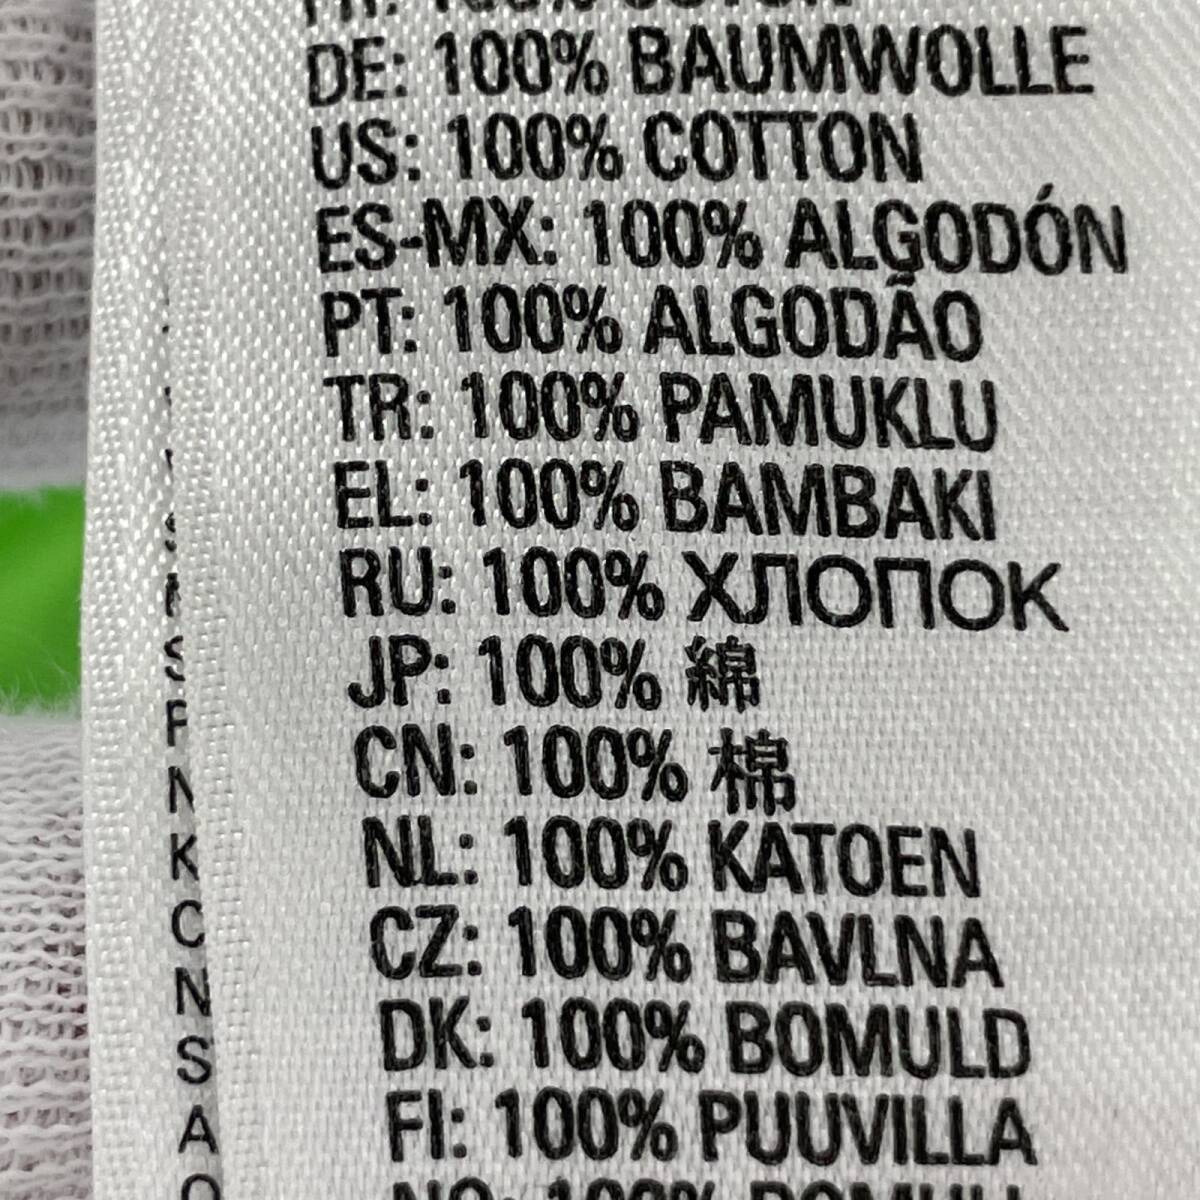 DE: 100% BAUMWOLLE
US: 100% COTTON
ES-MX: 100% ALGODÓN
PT: 100% ALGODÃO
TR: 100% PAMUKLU
EL: 100% BAMBAKI
RU: 100% ХЛОПОК
JP: 100% 綿
CN: 100% 棉
NL: 100% KATOEN
CZ: 100% BAVLNA
DK: 100% BOMULD
FI: 100% PUUVILLA